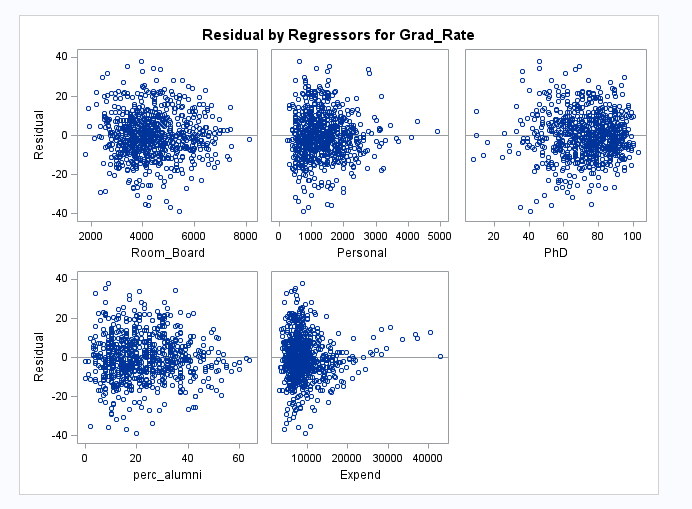 Residual by Regressors for Grad_Rate
40
20
0
-20
-40
Residual
2000 4000 6000 8000
Room_Board
0 1000 2000 3000 4000 5000
Personal
20 40 60 80 100
PhD
40
20
0
-20
-40
Residual
0 20 40 60
perc_alumni
10000 20000 30000 40000
Expend